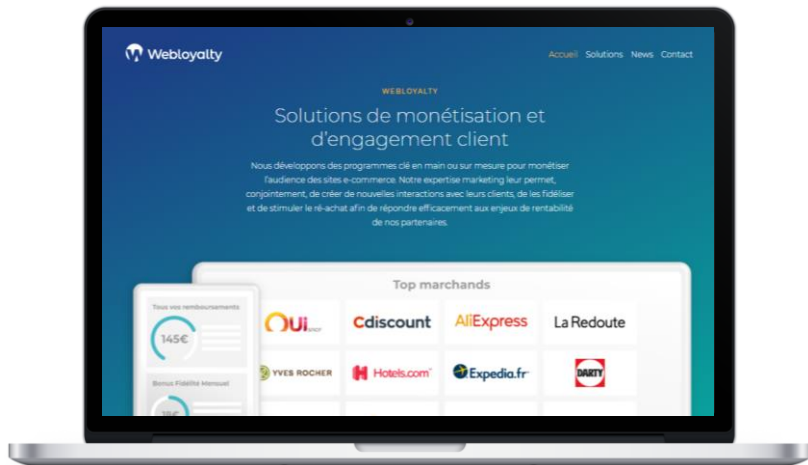 Webloyalty
Accueil Solutions News Contact
WEBLOYALTY
Solutions de monétisation et
d'engagement client
Nous développons des programmes clé en main ou sur mesure pour monétiser
l'audience des sites e-commerce. Notre expertise marketing leur permet,
conjointement, de créer de nouvelles interactions avec leurs clients, de les fidéliser
et de stimuler le ré-achat afin de répondre efficacement aux enjeux de rentabilité
de nos partenaires.
Top marchands
Tous vos remboursements
145€
OUI.sncf
Cdiscount
AliExpress
La Redoute
YVES ROCHER
Hotels.com
Expedia.fr
DARTY
Bonus Fidélité Mensuel